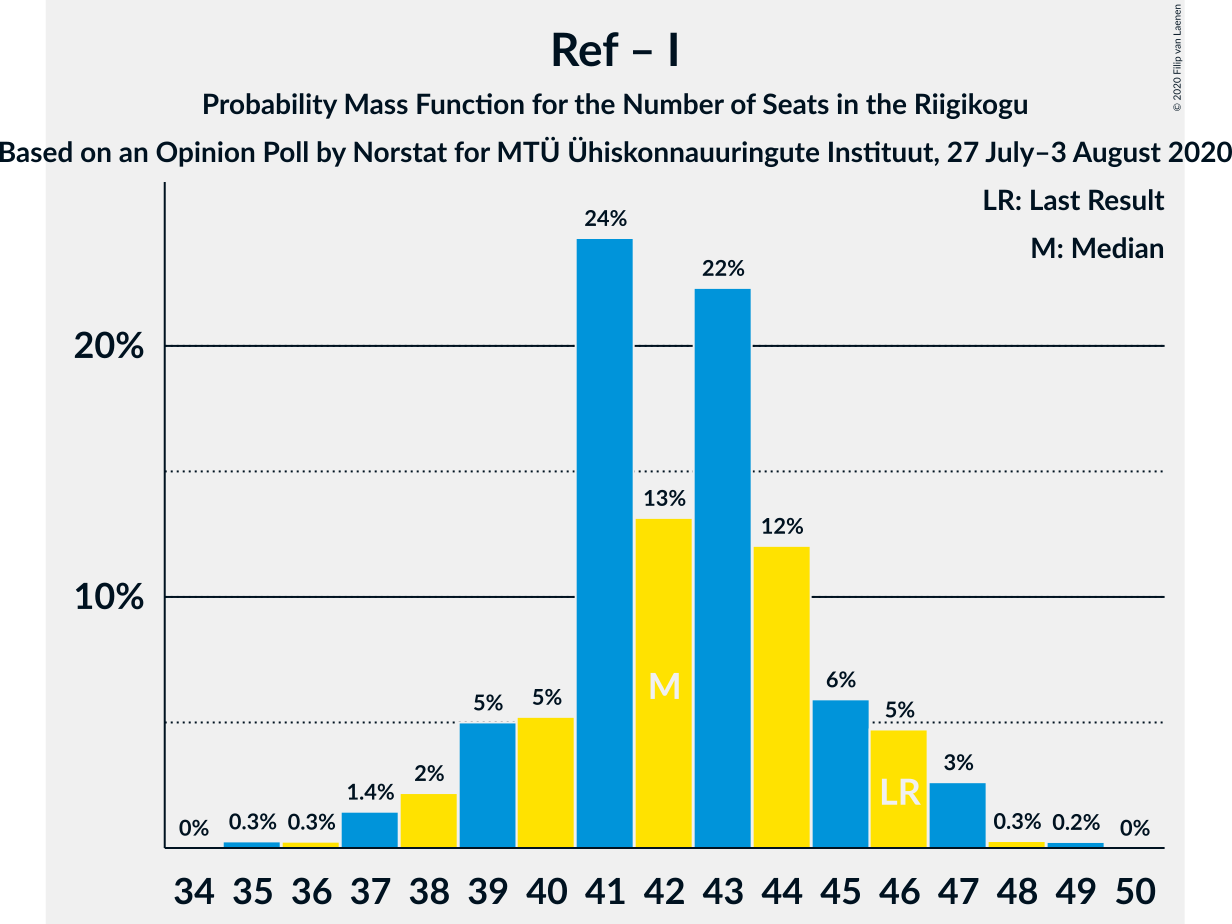 Ref – I
Probability Mass Function for the Number of Seats in the Riigikogu
Based on an Opinion Poll by Norstat for MTÜ Ühiskonnauuringute Instituut, 27 July–3 August 2020
© 2020 Filip van Laenen
LR: Last Result
M: Median
24%
22%
20%
13%
12%
10%
M
6%
5%
5%
5%
3%
LR
2%
1.4%
0% 0.3% 0.3%
0.3% 0.2% 0%
34 35 36 37 38 39 40 41 42 43 44 45 46 47 48 49 50